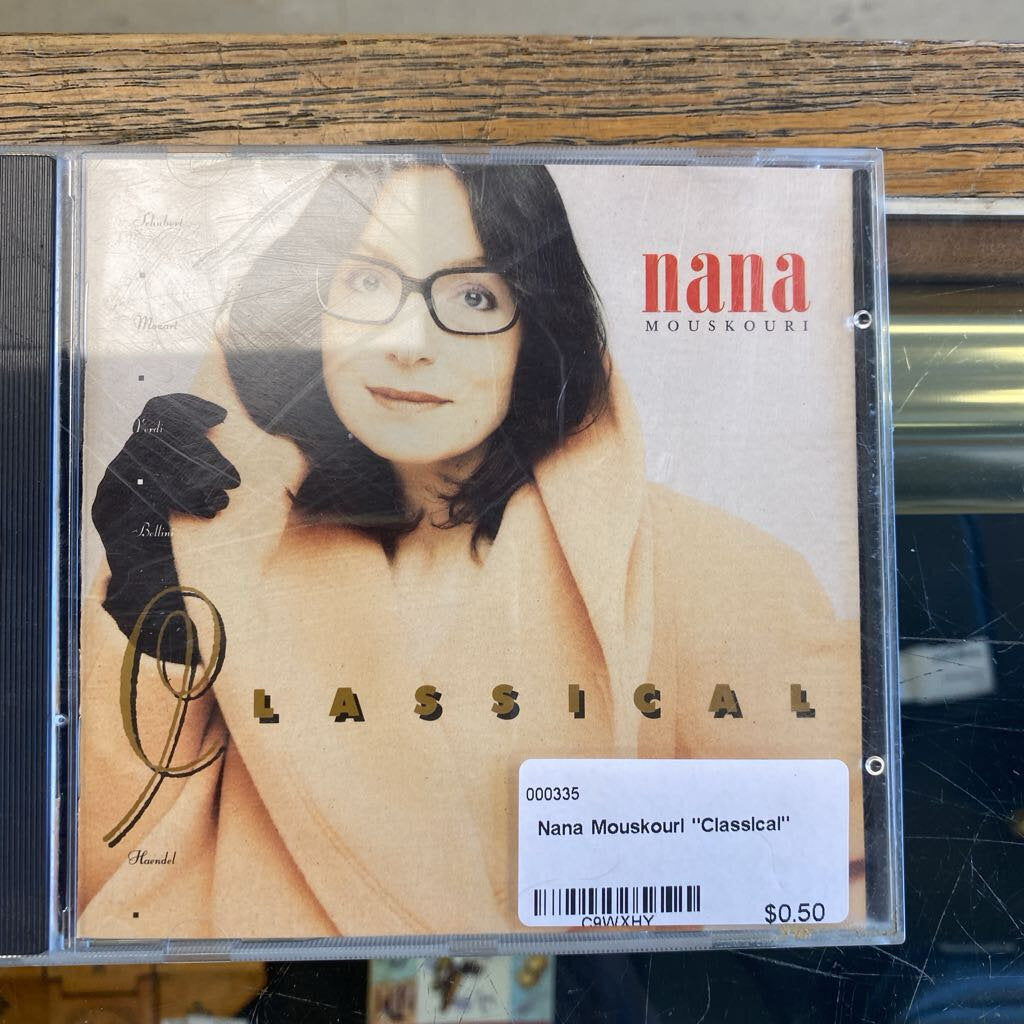 Schubert
Mozart
Verdi
Bellini
Haendel
nana
MOUSKOURI
CLASSICAL
000335
Nana Mouskouri "Classical"
C9WXHY
$0.50